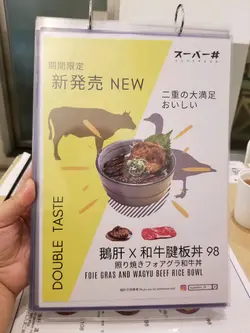 期間限定
新発売 NEW
スーパー丼
二重の大満足
おいしい
DOUBLE TASTE
鵝肝 X 和牛腱板丼 98
照り焼きフォアグラ和牛丼
FOIE GRAS AND WAGYU BEEF RICE BOWL